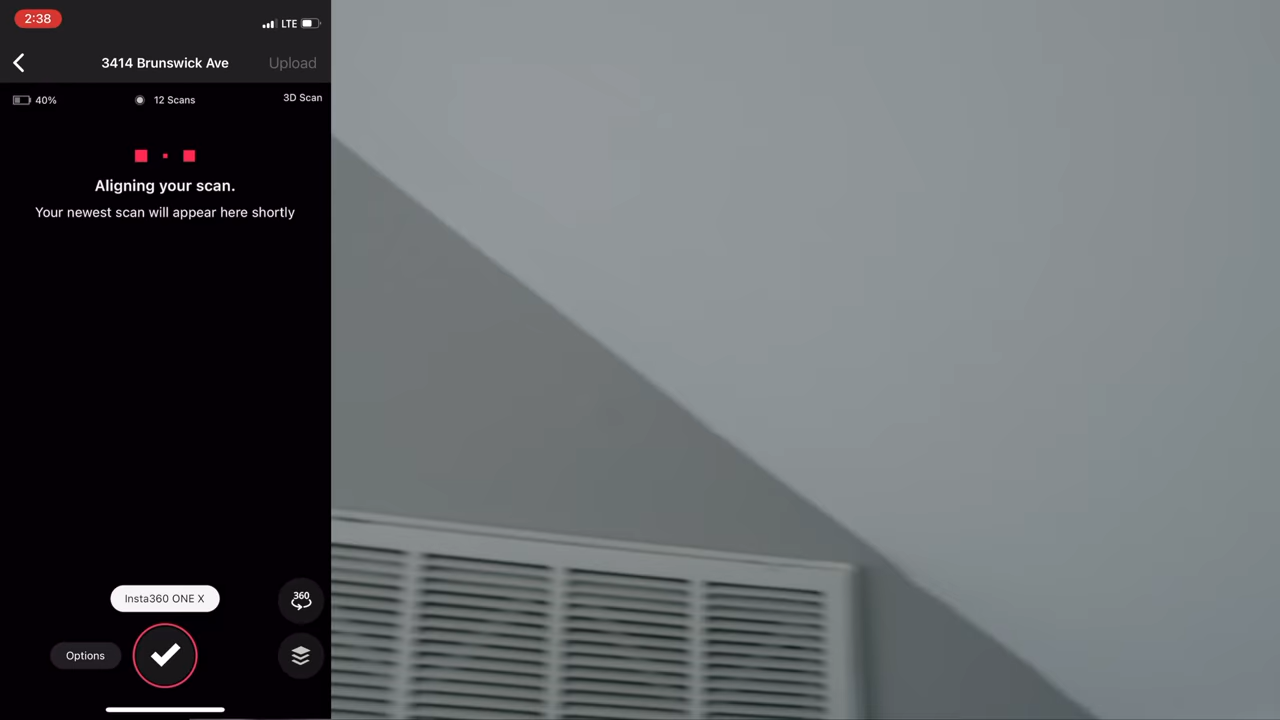 2:38
LTE
3414 Brunswick Ave
Upload
40%
12 Scans
3D Scan
Aligning your scan.
Your newest scan will appear here shortly
Insta360 ONE X
360
Options